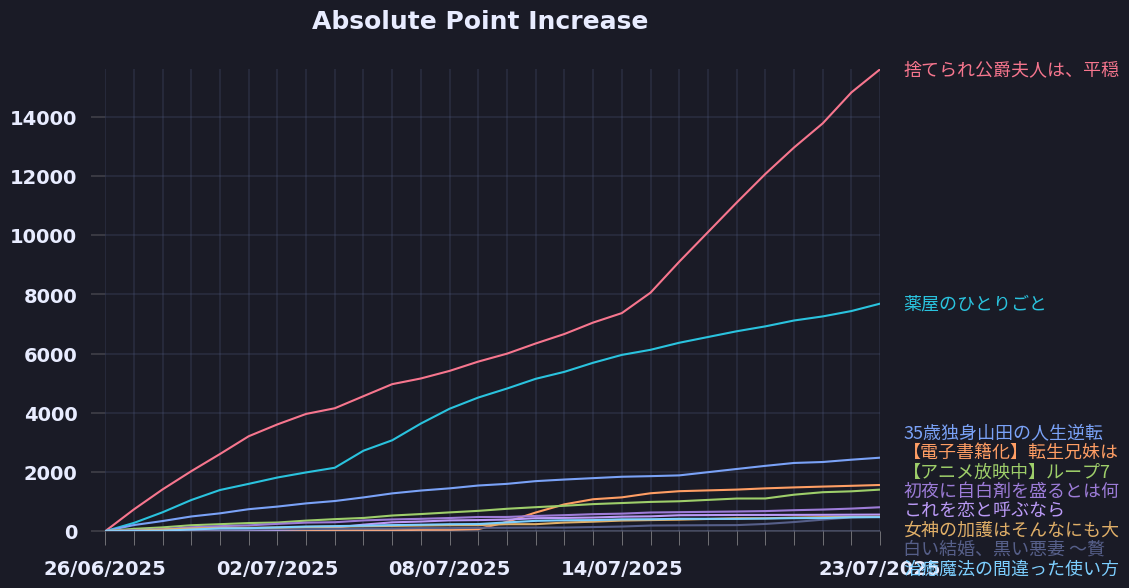 Absolute Point Increase
捨てられ公爵夫人は、平穏
14000
12000
10000
8000
薬屋のひとりごと
6000
4000
35歳独身山田の人生逆転
【電子書籍化】転生兄妹は
2000
【アニメ放映中】ループ7
初夜に自白剤を盛るとは何
これを恋と呼ぶなら
0
女神の加護はそんなにも大
白い結婚、黒い悪妻 〜贅
26/06/2025
02/07/2025
08/07/2025
14/07/2025
23/07/2025
治癒魔法の間違った使い方